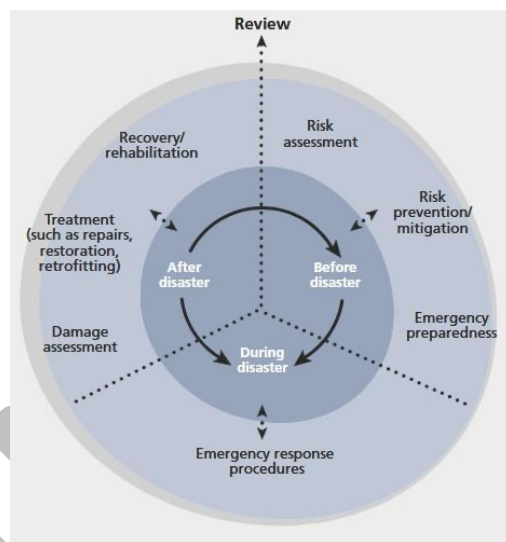 Review
Risk
assessment
Risk
prevention/
mitigation
Emergency
preparedness
Emergency response
procedures
Damage
assessment
Treatment
(such as repairs,
restoration,
retrofitting)
Recovery/
rehabilitation
After
disaster
Before
disaster
During
disaster